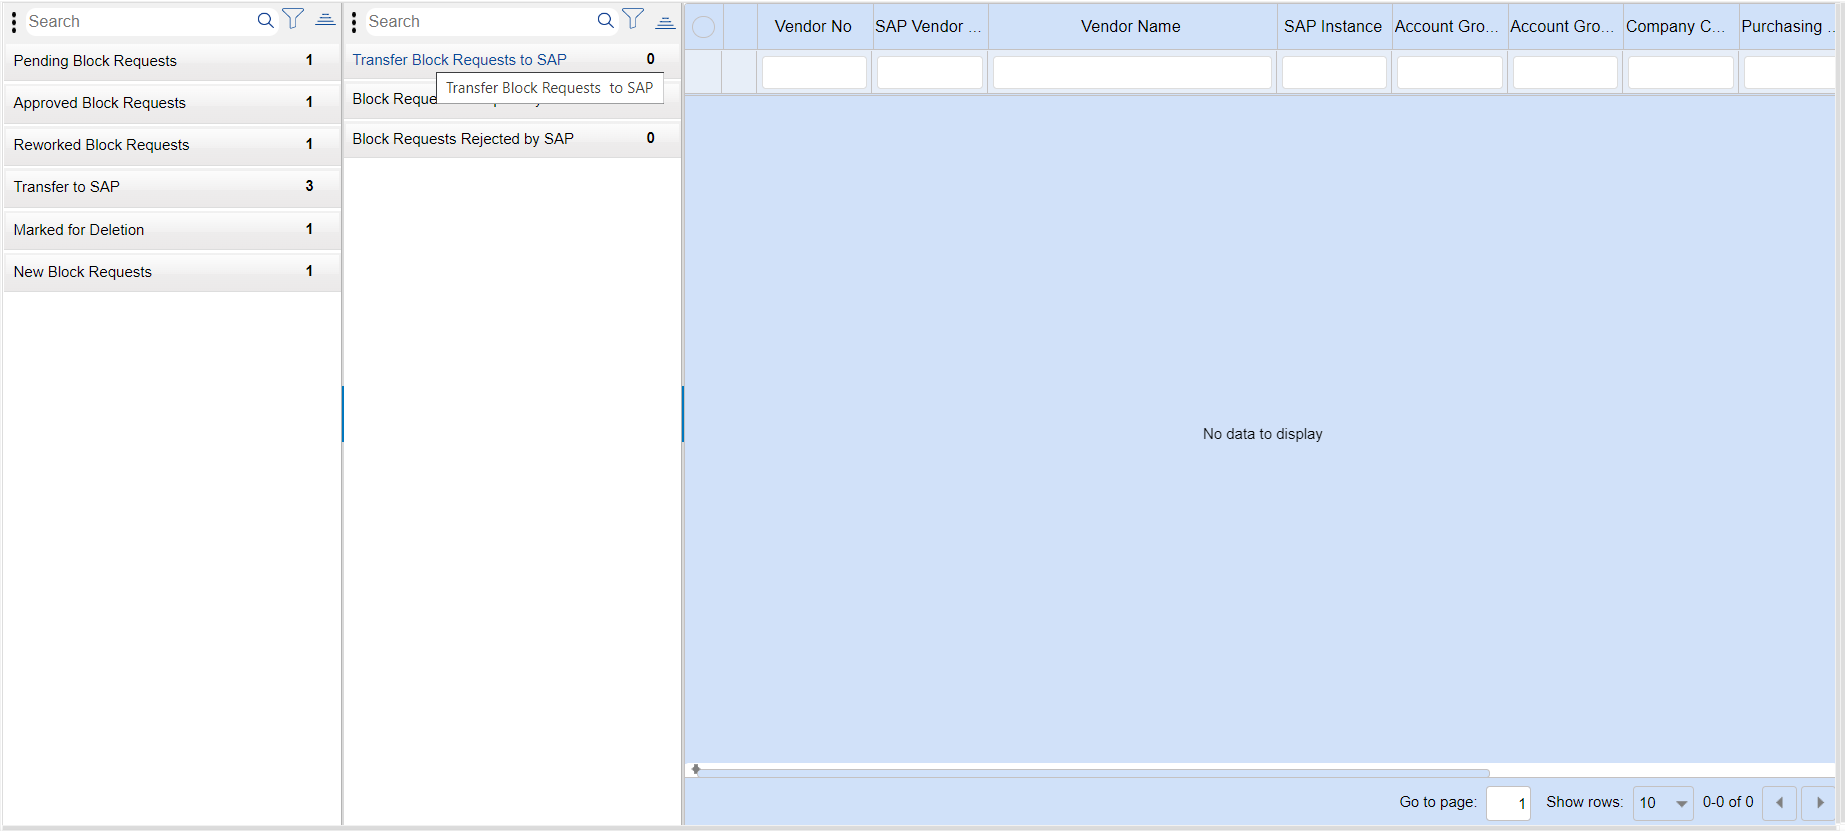 Search
Pending Block Requests 1
Approved Block Requests 1
Reworked Block Requests 1
Transfer to SAP 3
Marked for Deletion 1
New Block Requests 1
Search
Transfer Block Requests to SAP 0
Transfer Block Requests to SAP
Block Reque
Block Requests Rejected by SAP 0
Vendor No SAP Vendor ... Vendor Name SAP Instance Account Gro... Account Gro... Company C... Purchasing ...
No data to display
Go to page: 1 Show rows: 10 0-0 of 0